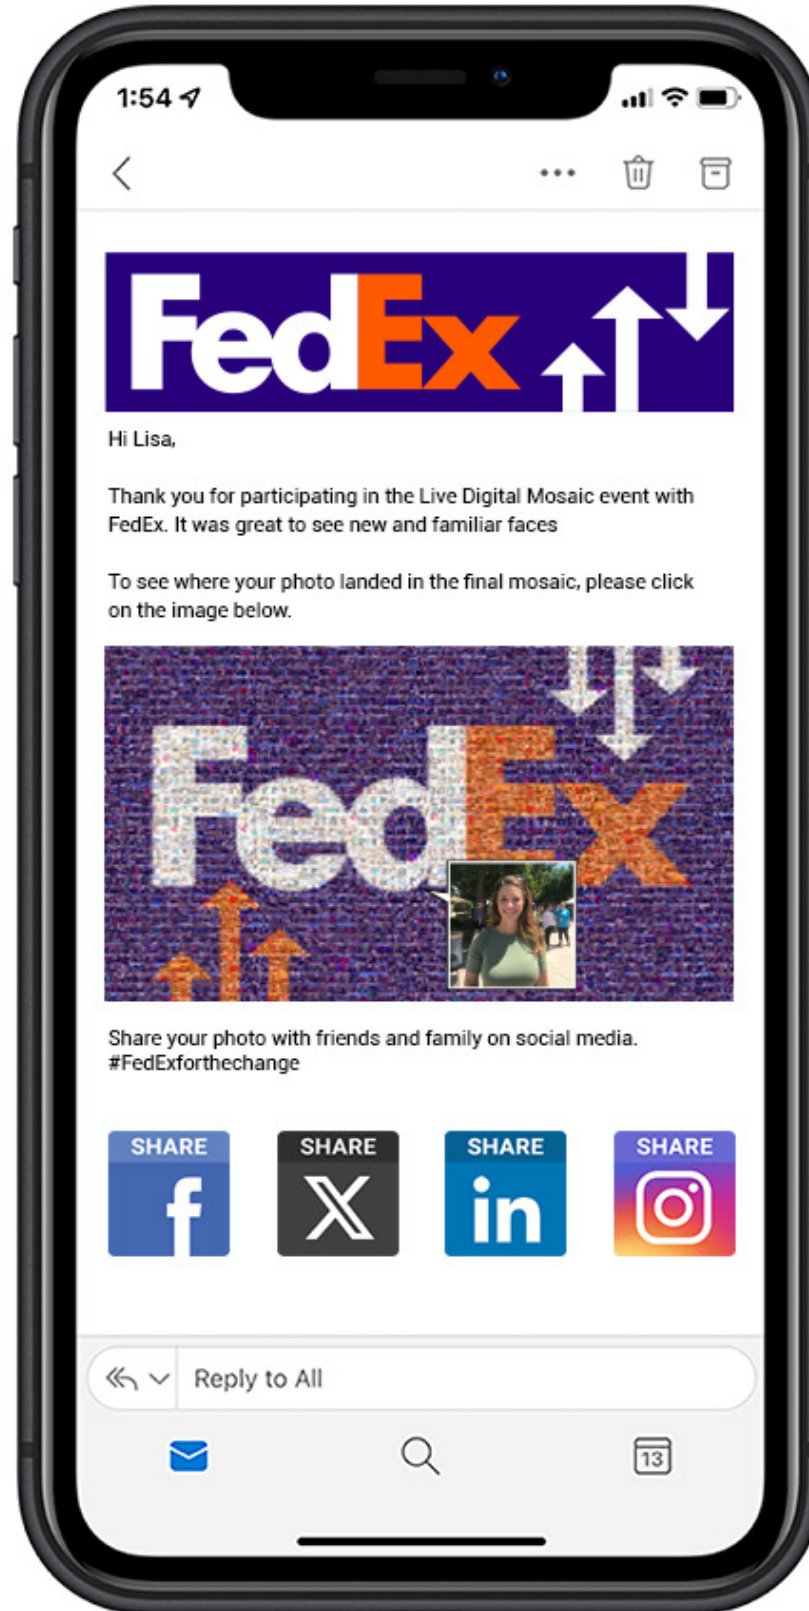 1:54
FedEx
Hi Lisa,
Thank you for participating in the Live Digital Mosaic event with
FedEx. It was great to see new and familiar faces
To see where your photo landed in the final mosaic, please click
on the image below.
FedEx
Share your photo with friends and family on social media.
#FedExforthechange
SHARE SHARE SHARE SHARE
f X in
Reply to All
13